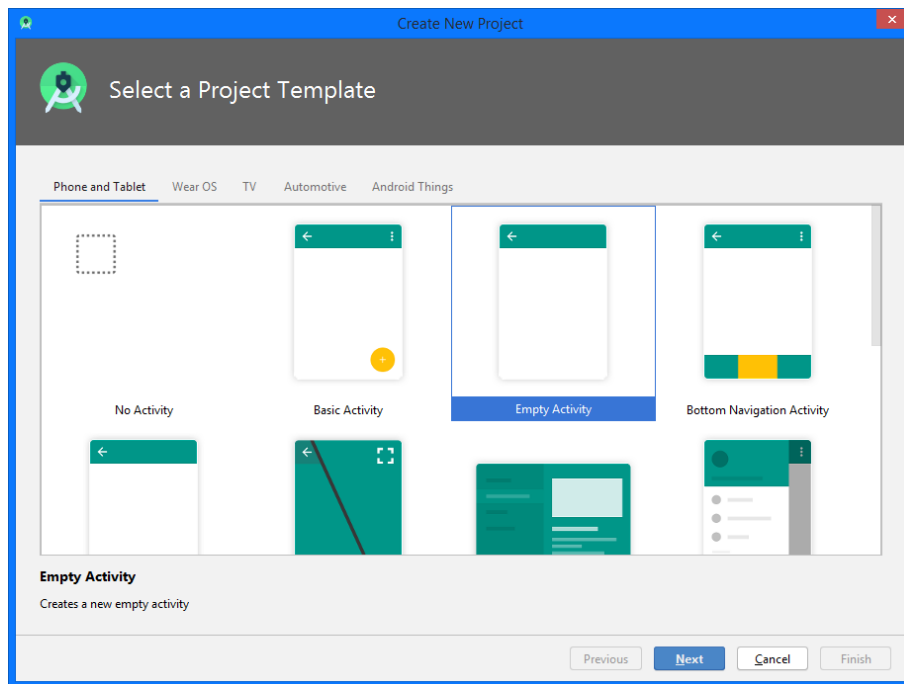 Create New Project
Select a Project Template
Phone and Tablet Wear OS TV Automotive Android Things
No Activity Basic Activity Empty Activity Bottom Navigation Activity
Empty Activity
Creates a new empty activity
Previous Next Cancel Finish